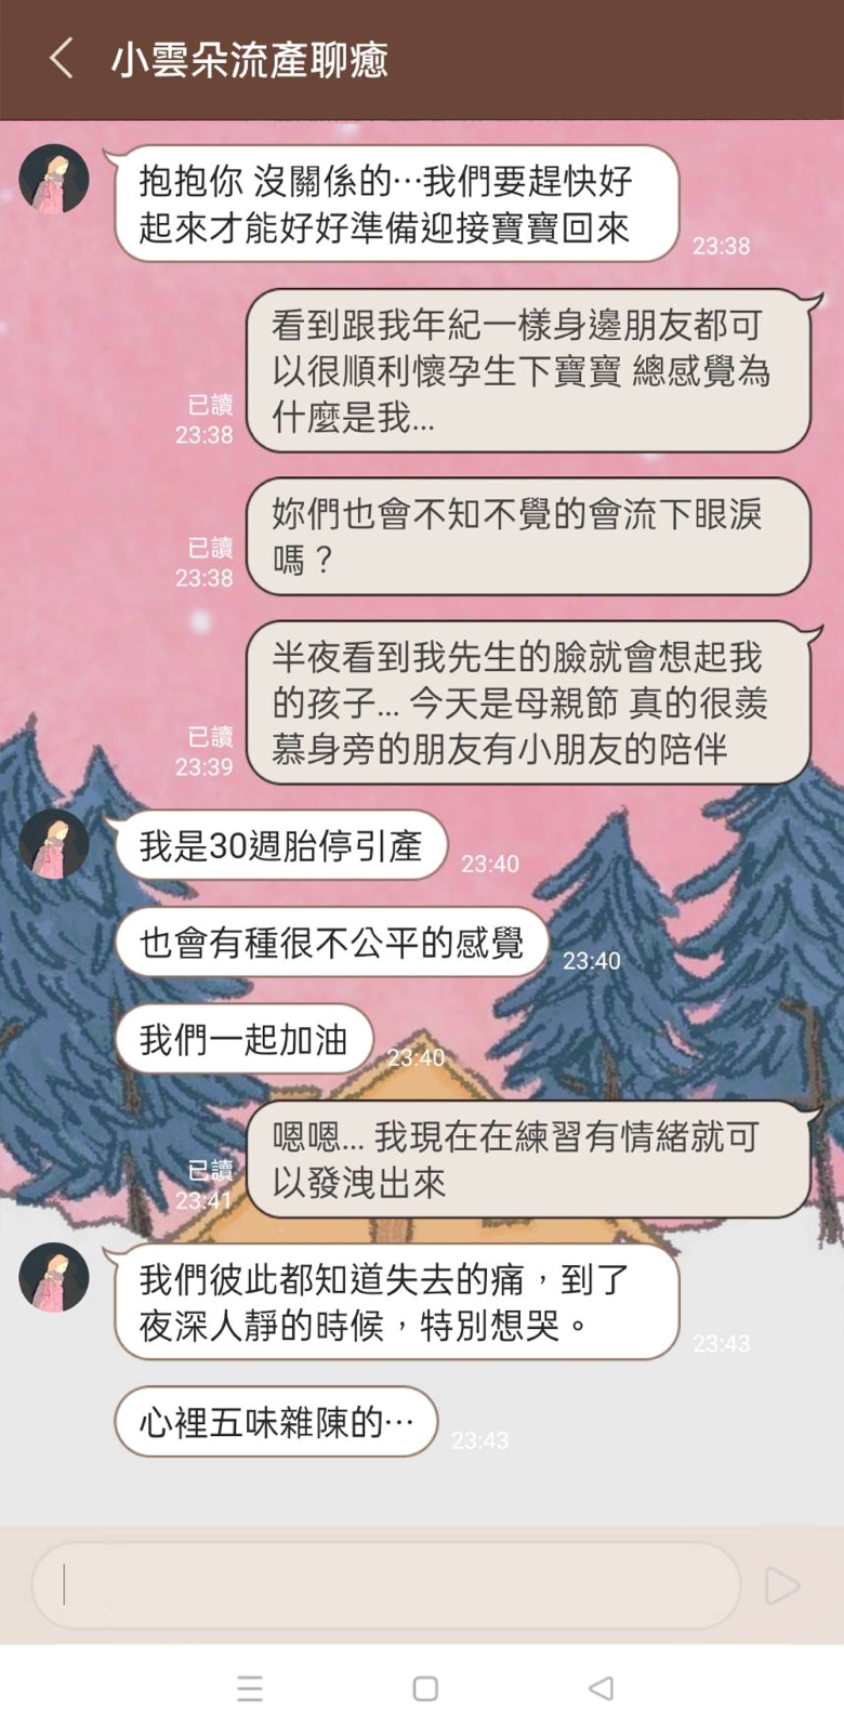 小雲朵流產聊癒
抱抱你 沒關係的…我們要趕快好
起來才能好好準備迎接寶寶回來
23:38
看到跟我年紀一樣身邊朋友都可
以很順利懷孕生下寶寶 總感覺為
什麼是我...
已讀
23:38
妳們也會不知不覺的會流下眼淚
嗎？
已讀
23:38
半夜看到我先生的臉就會想起我
的孩子... 今天是母親節 真的很羨
慕身旁的朋友有小朋友的陪伴
已讀
23:39
我是30週胎停引產
23:40
也會有種很不公平的感覺
23:40
我們一起加油
23:40
嗯嗯... 我現在在練習有情緒就可
以發洩出來
已讀
23:41
我們彼此都知道失去的痛，到了
夜深人靜的時候，特別想哭。
23:43
心裡五味雜陳的…
23:43